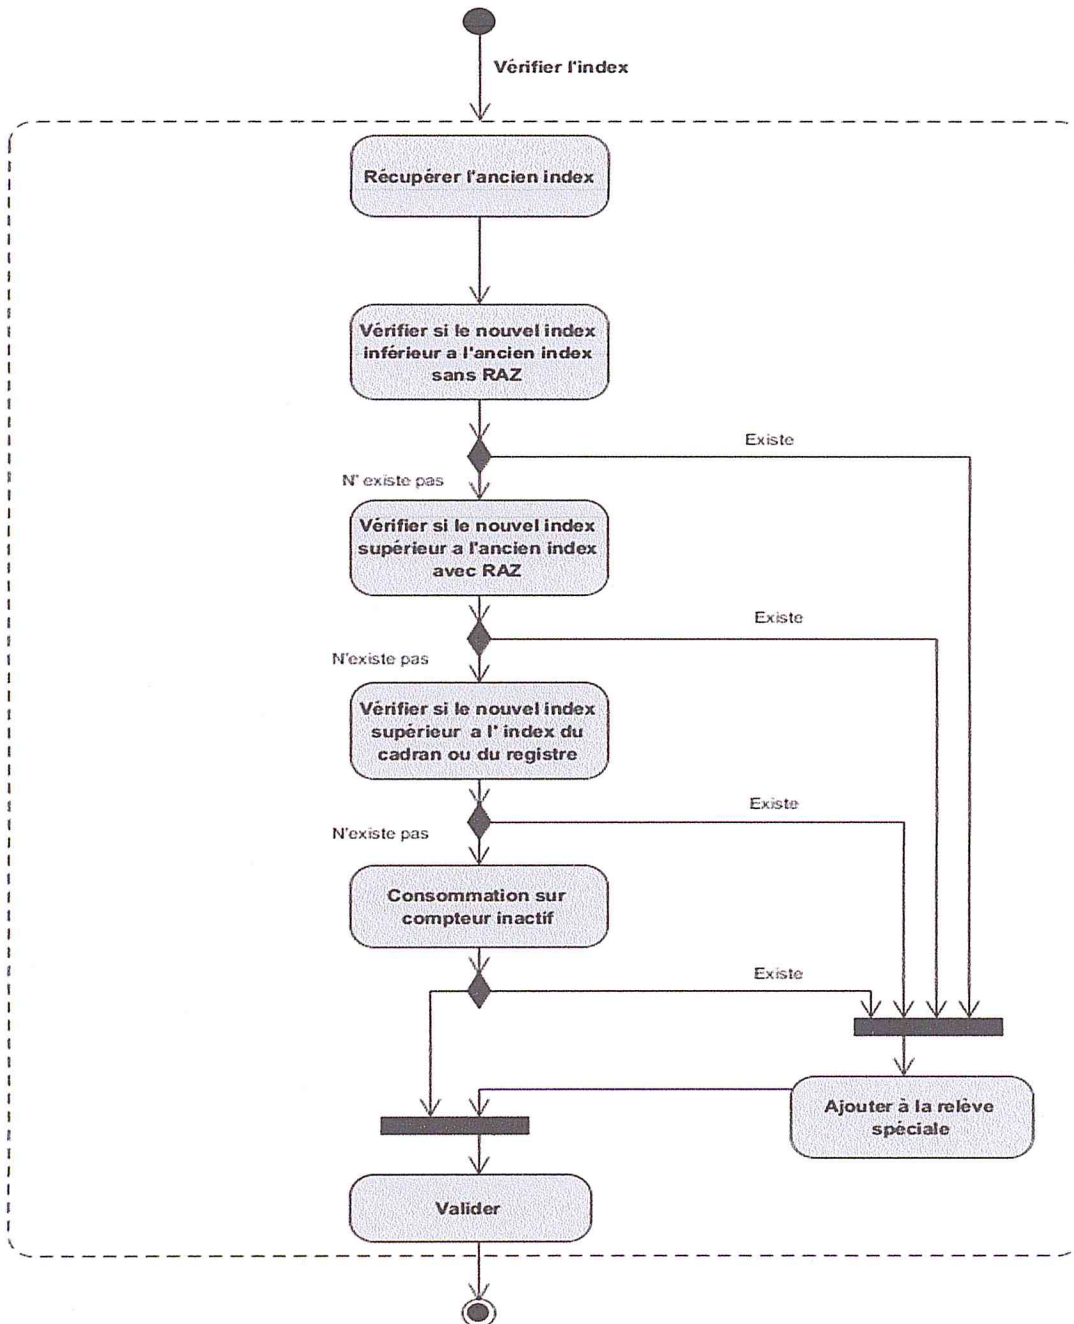 Vérifier l'index
Récupérer l'ancien index
Vérifier si le nouvel index
inférieur a l'ancien index
sans RAZ
Existe
N' existe pas
Vérifier si le nouvel index
supérieur a l'ancien index
avec RAZ
Existe
N'existe pas
Vérifier si le nouvel index
supérieur a l' index du
cadran ou du registre
Existe
N'existe pas
Consommation sur
compteur inactif
Existe
Ajouter à la relève
spéciale
Valider